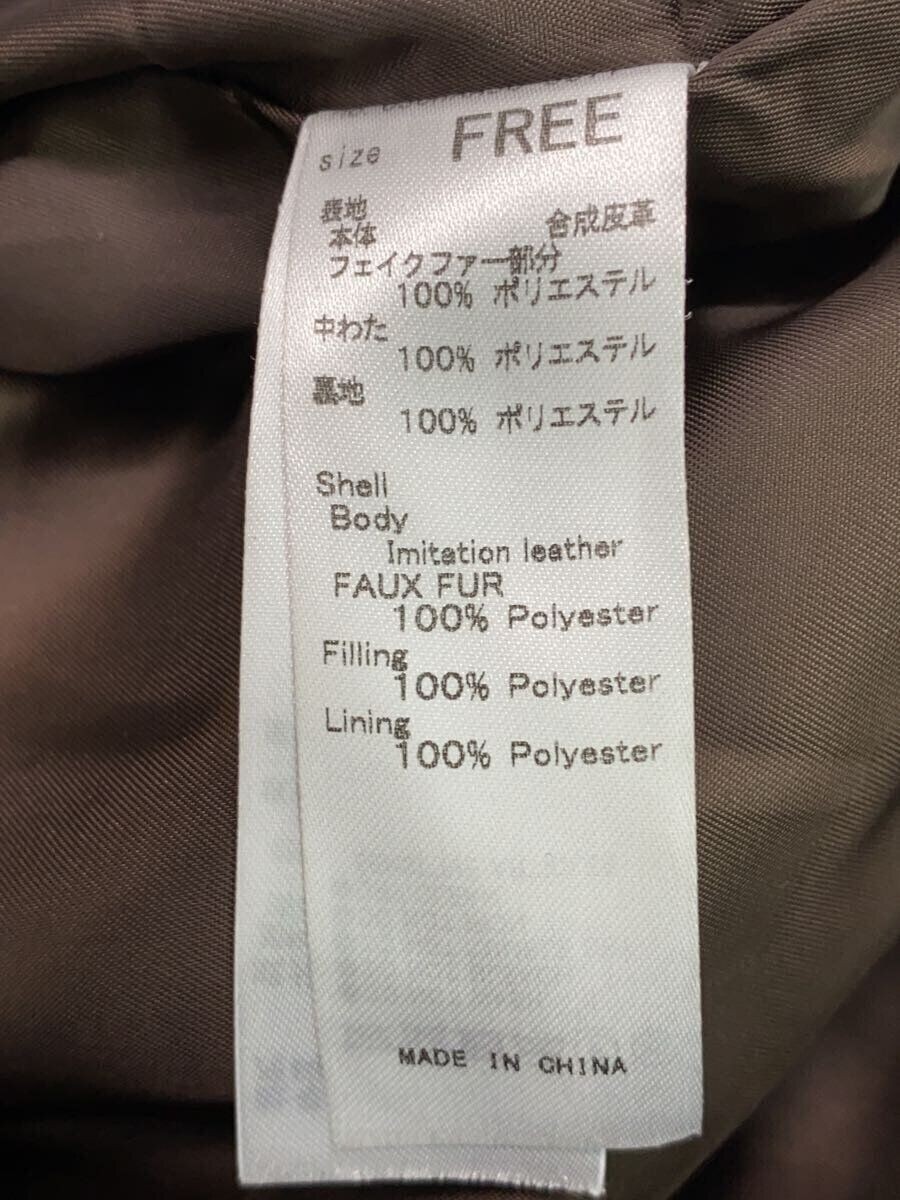 size FREE
表地
本体 合成皮革
フェイクファー部分
100% ポリエステル
中わた
100% ポリエステル
裏地
100% ポリエステル
Shell
Body
Imitation leather
FAUX FUR
100% Polyester
Filling
100% Polyester
Lining
100% Polyester
MADE IN CHINA